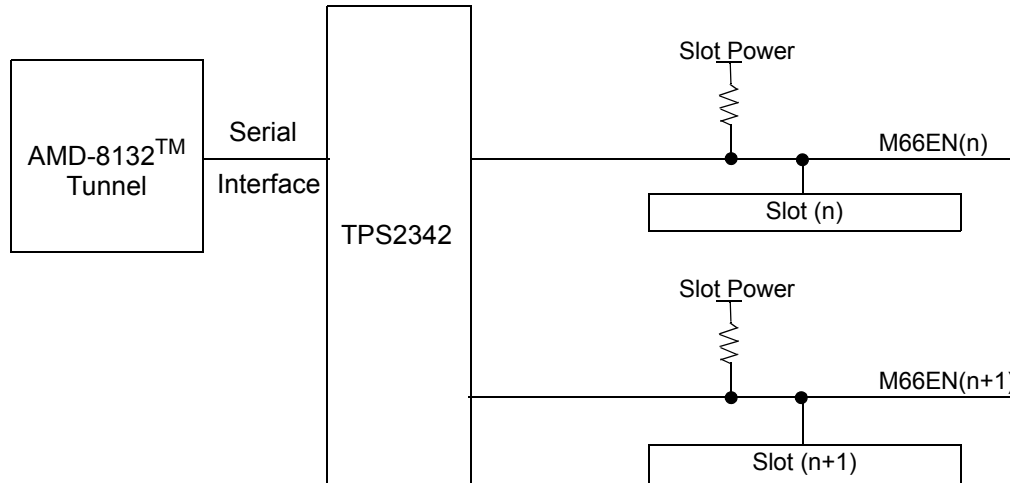 AMD-8132TM
Tunnel
Serial
Interface
TPS2342
Slot Power
M66EN(n)
Slot (n)
Slot Power
M66EN(n+1)
Slot (n+1)